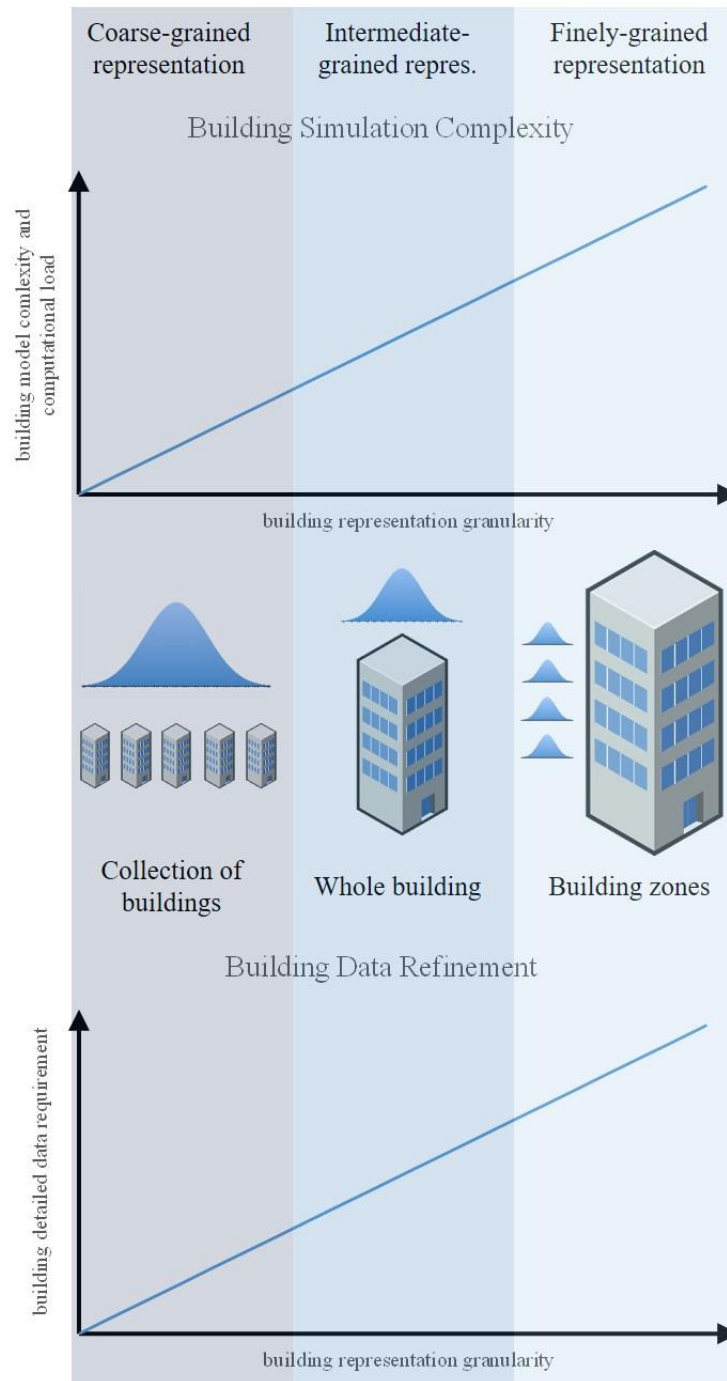 Coarse-grained
representation
Intermediate-
grained repres.
Finely-grained
representation
Building Simulation Complexity
building model comlexity and
computational load
building representation granularity
Collection of
buildings
Whole building
Building zones
Building Data Refinement
building detailed data requirement
building representation granularity